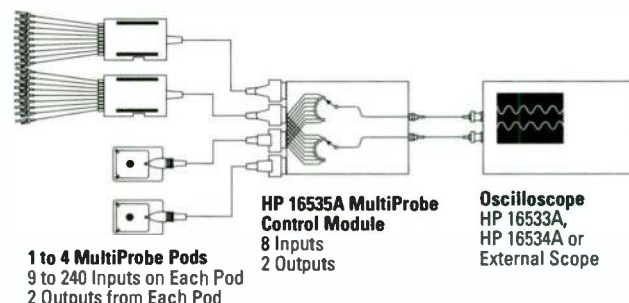 1 to 4 MultiProbe Pods
9 to 240 Inputs on Each Pod
2 Outputs from Each Pod
HP 16535A MultiProbe
Control Module
8 Inputs
2 Outputs
Oscilloscope
HP 16533A,
HP 16534A or
External Scope